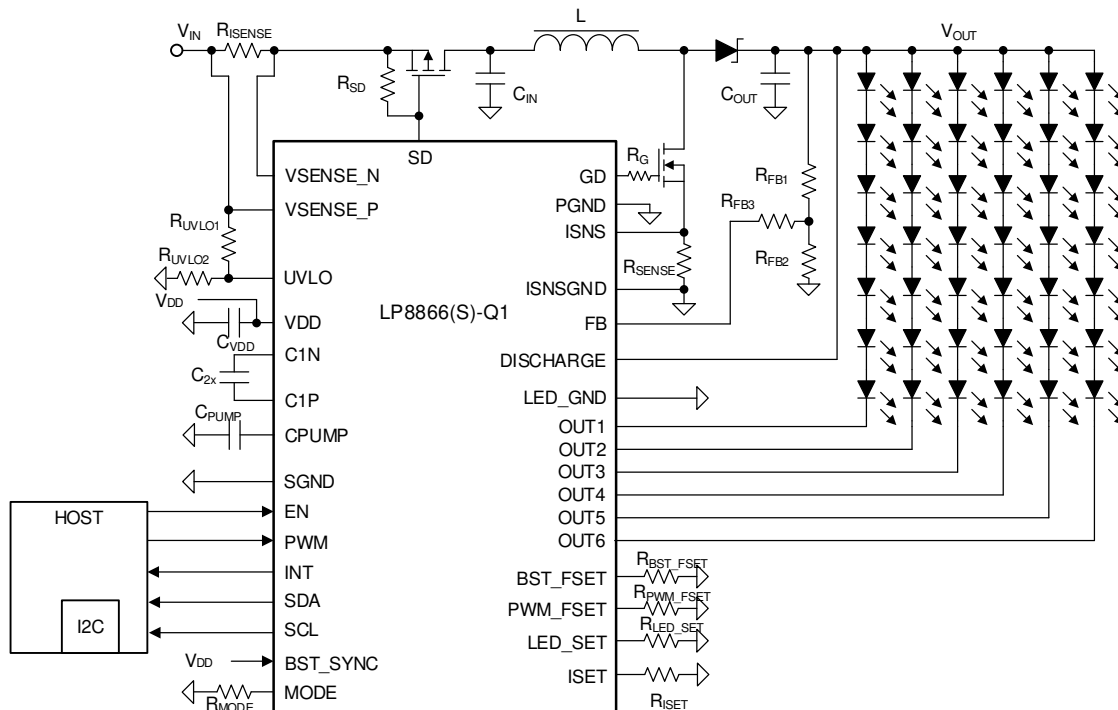 VIN
RISENSE
L
VOUT
RSD
CIN
COUT
SD
RG
VSENSE_N
GD
RFB1
VSENSE_P
PGND
RFB3
RUVLO1
ISNS
RUVLO2
RSENSE
RFB2
UVLO
ISNSGND
VDD
LP8866(S)-Q1
VDD
FB
CVDD
C1N
DISCHARGE
C2x
C1P
LED_GND
CPUMP
OUT1
CPUMP
OUT2
OUT3
SGND
OUT4
HOST
EN
OUT5
PWM
OUT6
RBST_FSET
INT
BST_FSET
RPWM_FSET
SDA
PWM_FSET
I2C
RLED_SET
SCL
LED_SET
VDD
BST_SYNC
ISET
MODE
RMODE
RISET